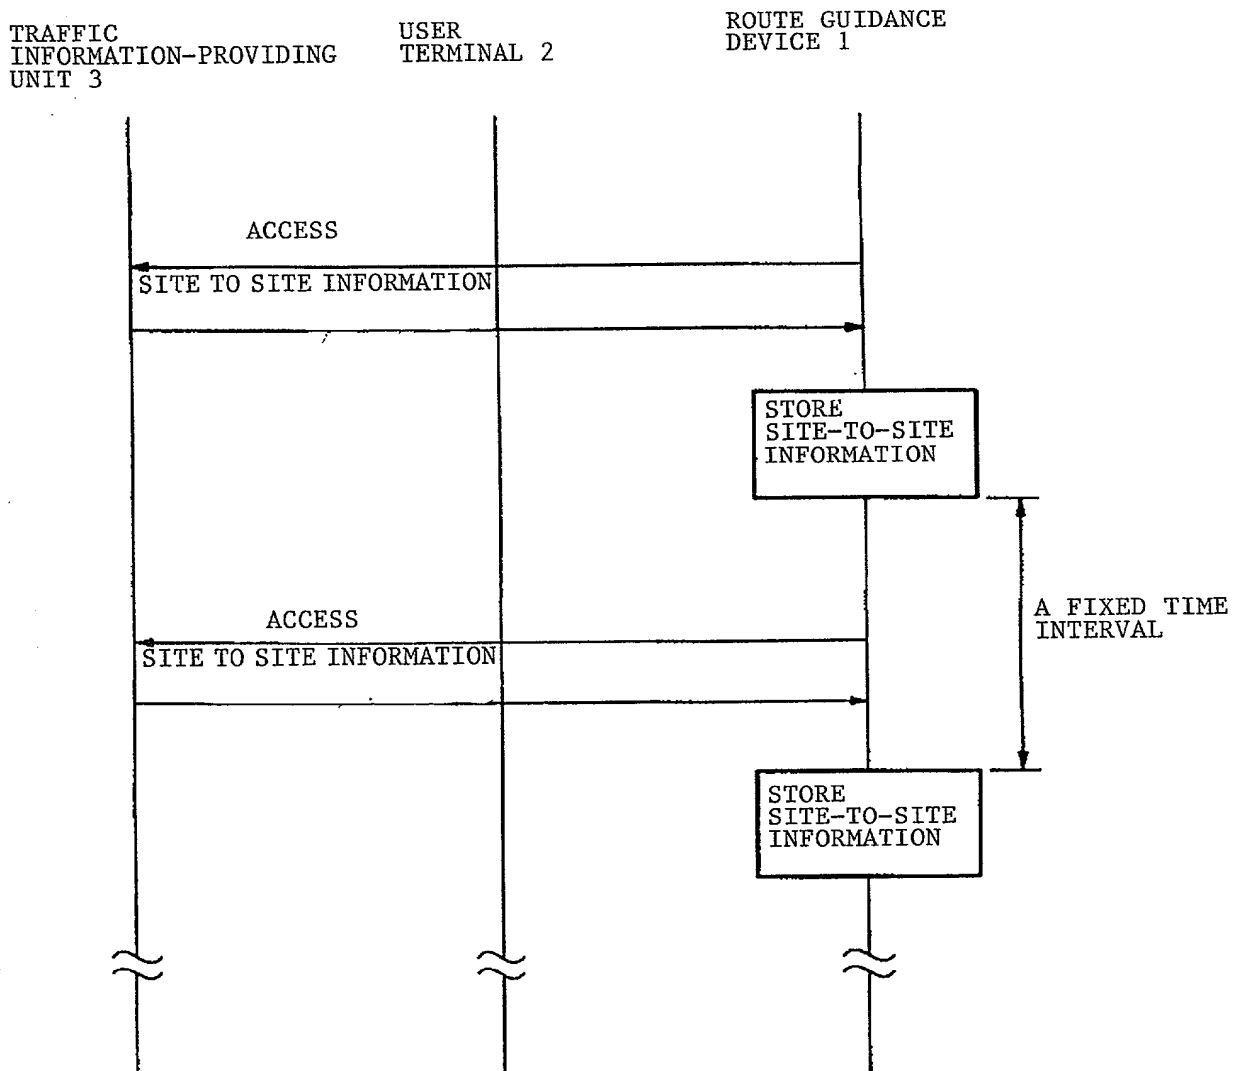 TRAFFIC
INFORMATION-PROVIDING
UNIT 3
USER
TERMINAL 2
ROUTE GUIDANCE
DEVICE 1
ACCESS
SITE TO SITE INFORMATION
STORE
SITE-TO-SITE
INFORMATION
A FIXED TIME
INTERVAL
ACCESS
SITE TO SITE INFORMATION
STORE
SITE-TO-SITE
INFORMATION